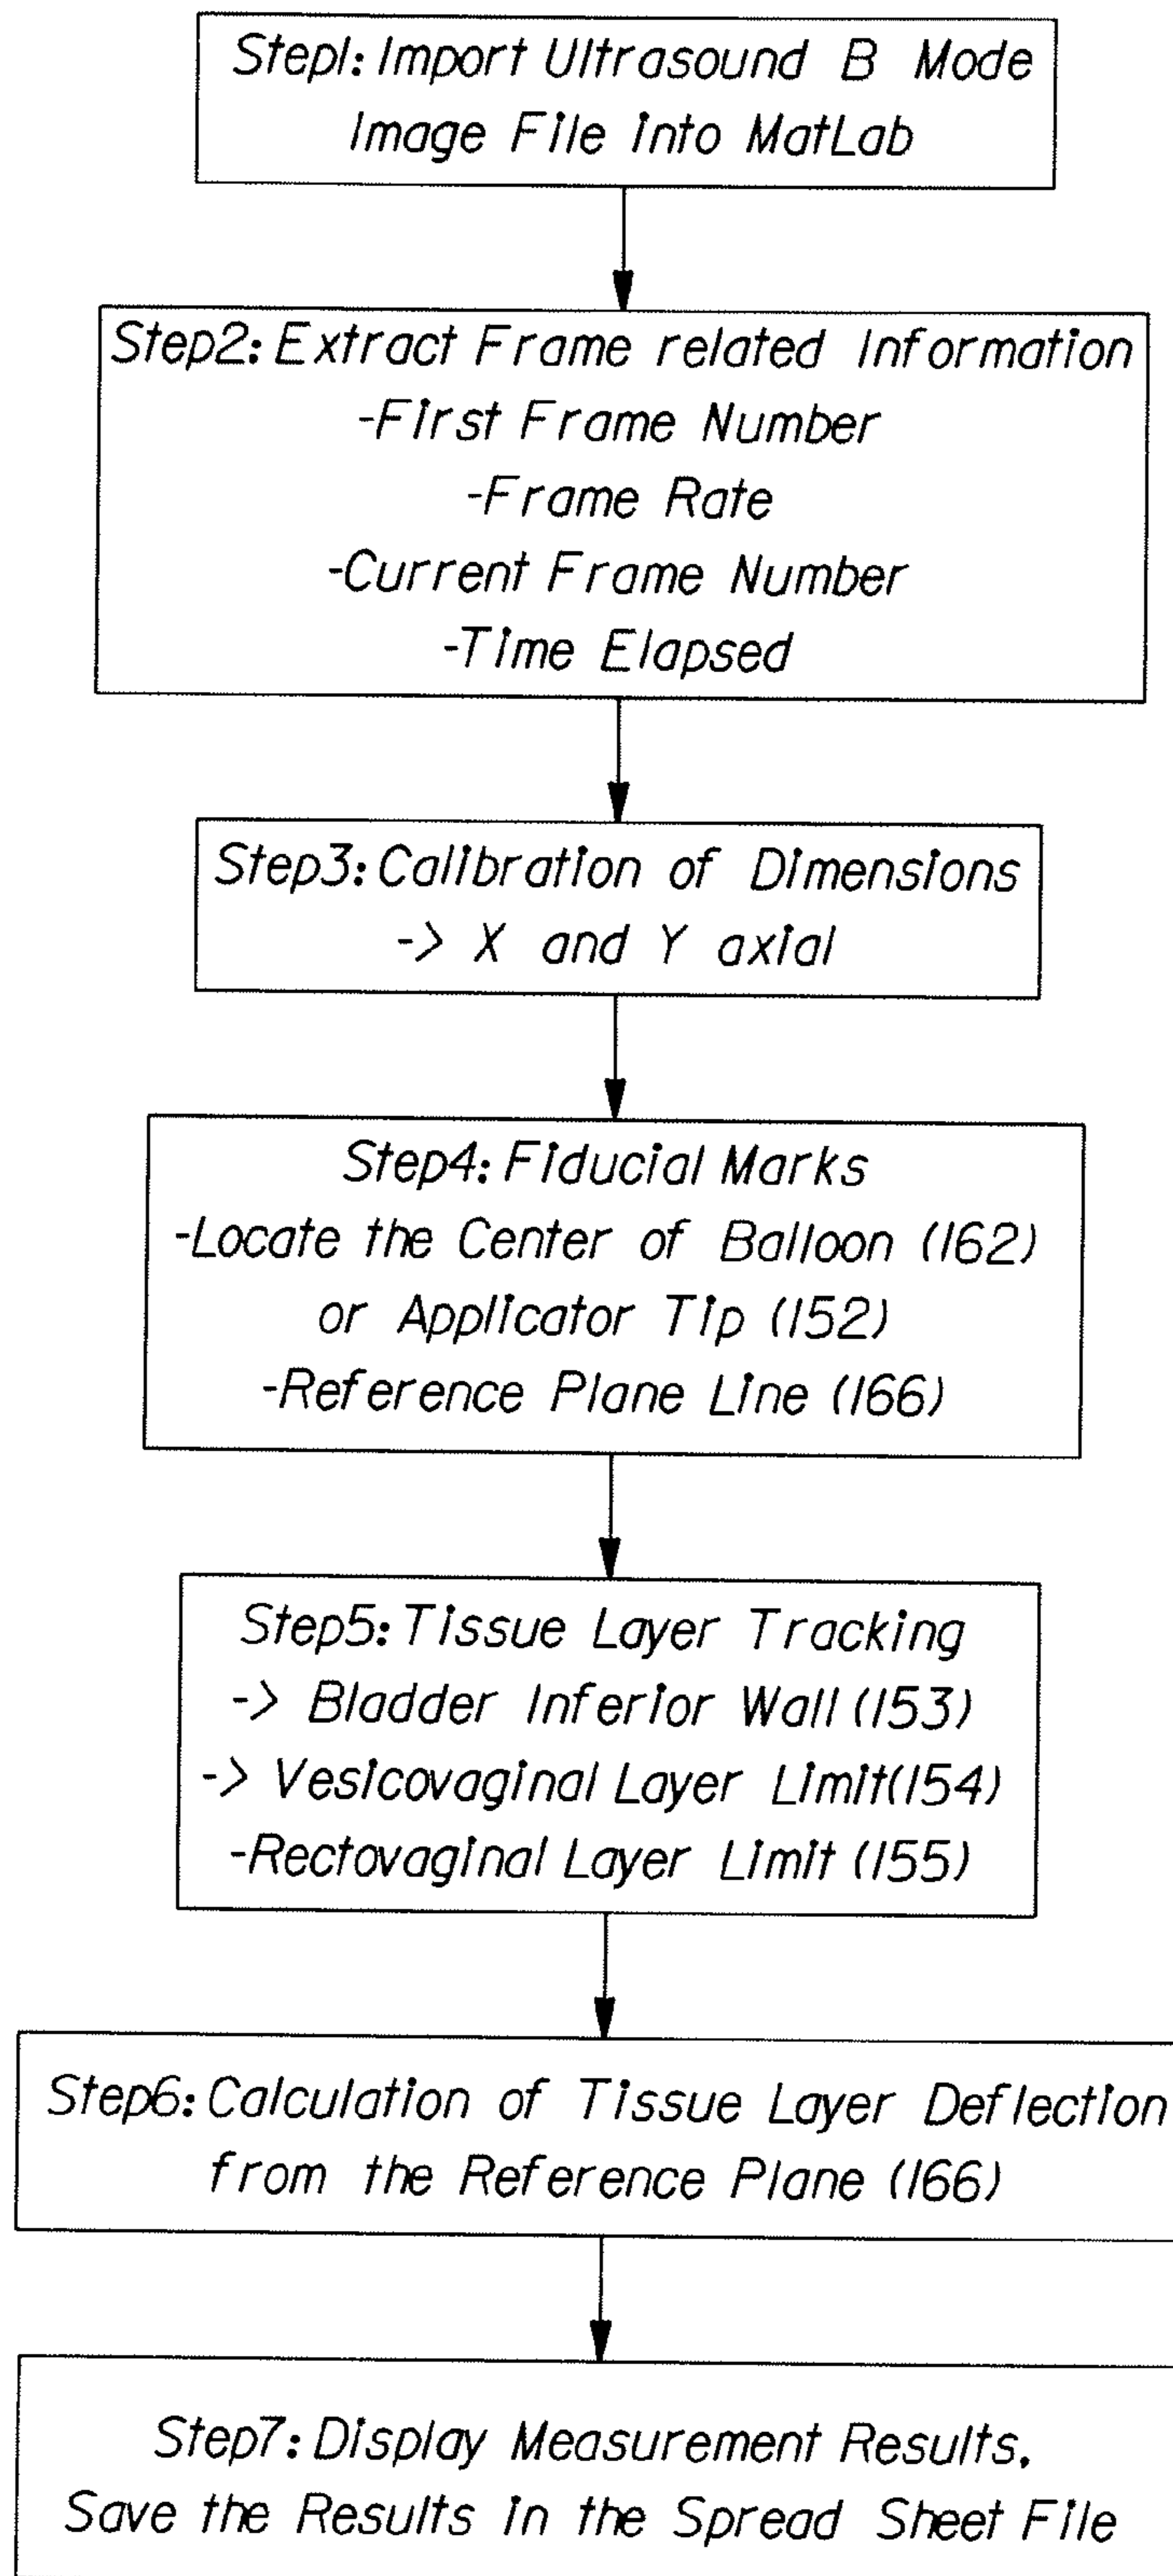 Step1: Import Ultrasound B Mode
Image File into MatLab
Step2: Extract Frame related Information
-First Frame Number
-Frame Rate
-Current Frame Number
-Time Elapsed
Step3: Calibration of Dimensions
-> X and Y axial
Step4: Fiducial Marks
-Locate the Center of Balloon (162)
or Applicator Tip (152)
-Reference Plane Line (166)
Step5: Tissue Layer Tracking
-> Bladder Inferior Wall (153)
-> Vesicovaginal Layer Limit(154)
-Rectovaginal Layer Limit (155)
Step6: Calculation of Tissue Layer Deflection
from the Reference Plane (166)
Step7: Display Measurement Results.
Save the Results in the Spread Sheet File